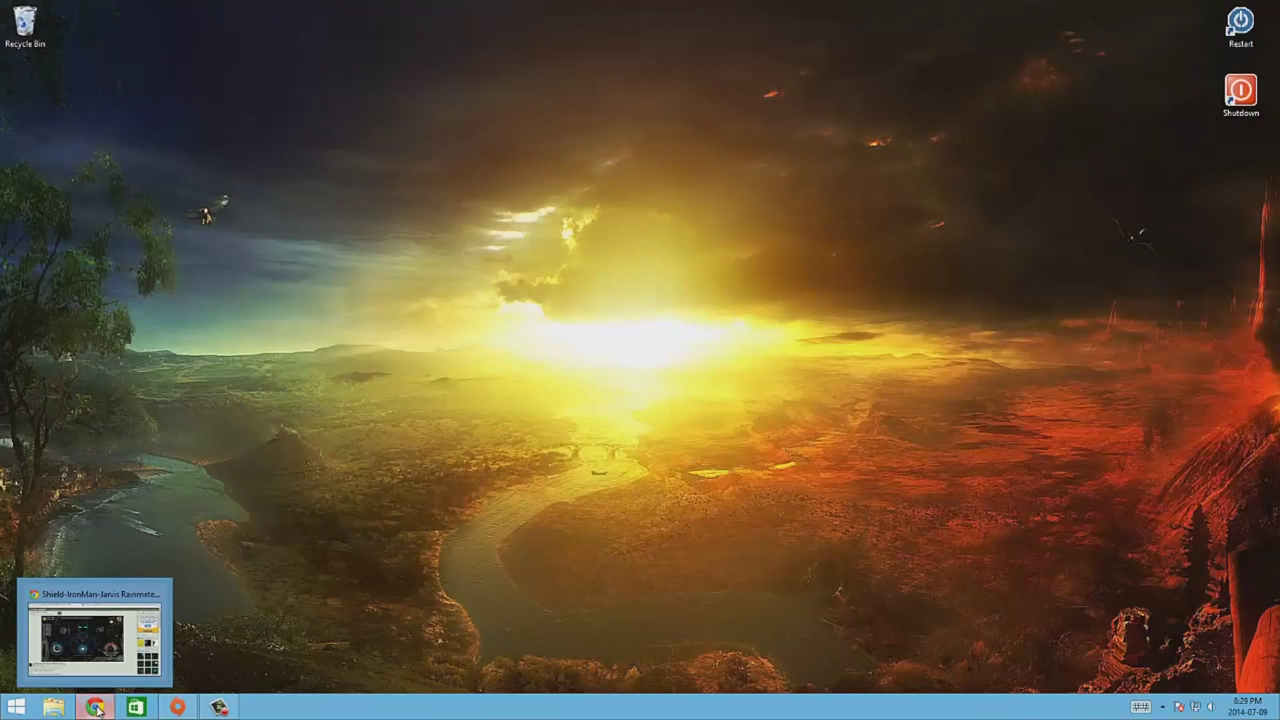 Recycle Bin
Restart
Shutdown
Shield-IronMan-Jarvis Rainmete...
8:29 PM
2014-07-09